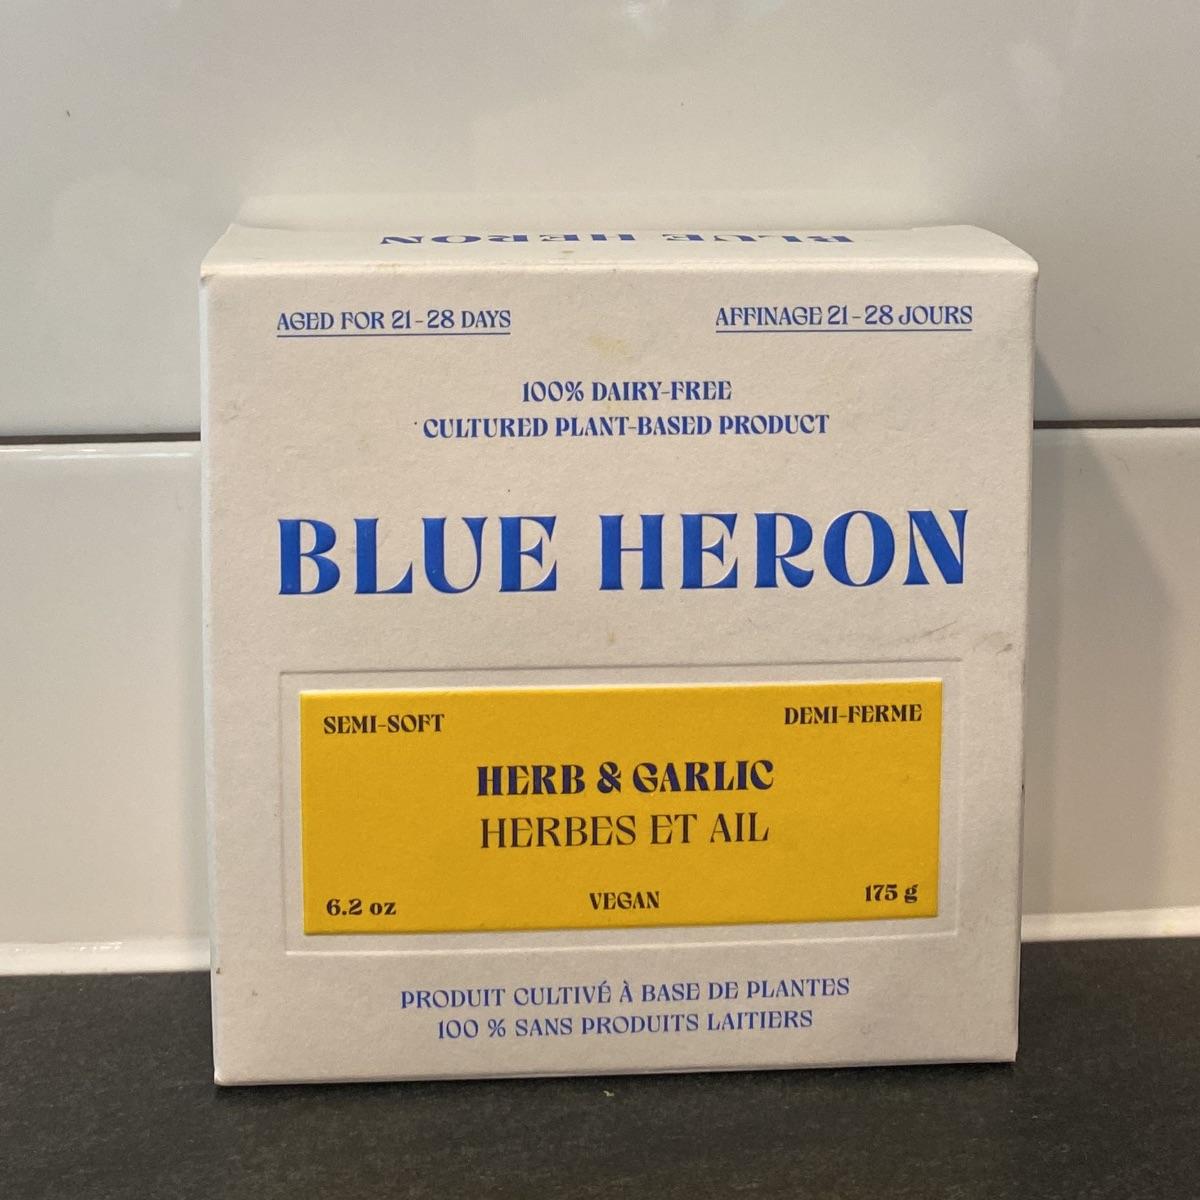 BLUE HERON
AGED FOR 21-28 DAYS
AFFINAGE 21-28 JOURS
100% DAIRY-FREE
CULTURED PLANT-BASED PRODUCT
BLUE HERON
SEMI-SOFT
DEMI-FERME
HERB & GARLIC
HERBES ET AIL
6.2 oz
VEGAN
175 g
PRODUIT CULTIVÉ À BASE DE PLANTES
100 % SANS PRODUITS LAITIERS